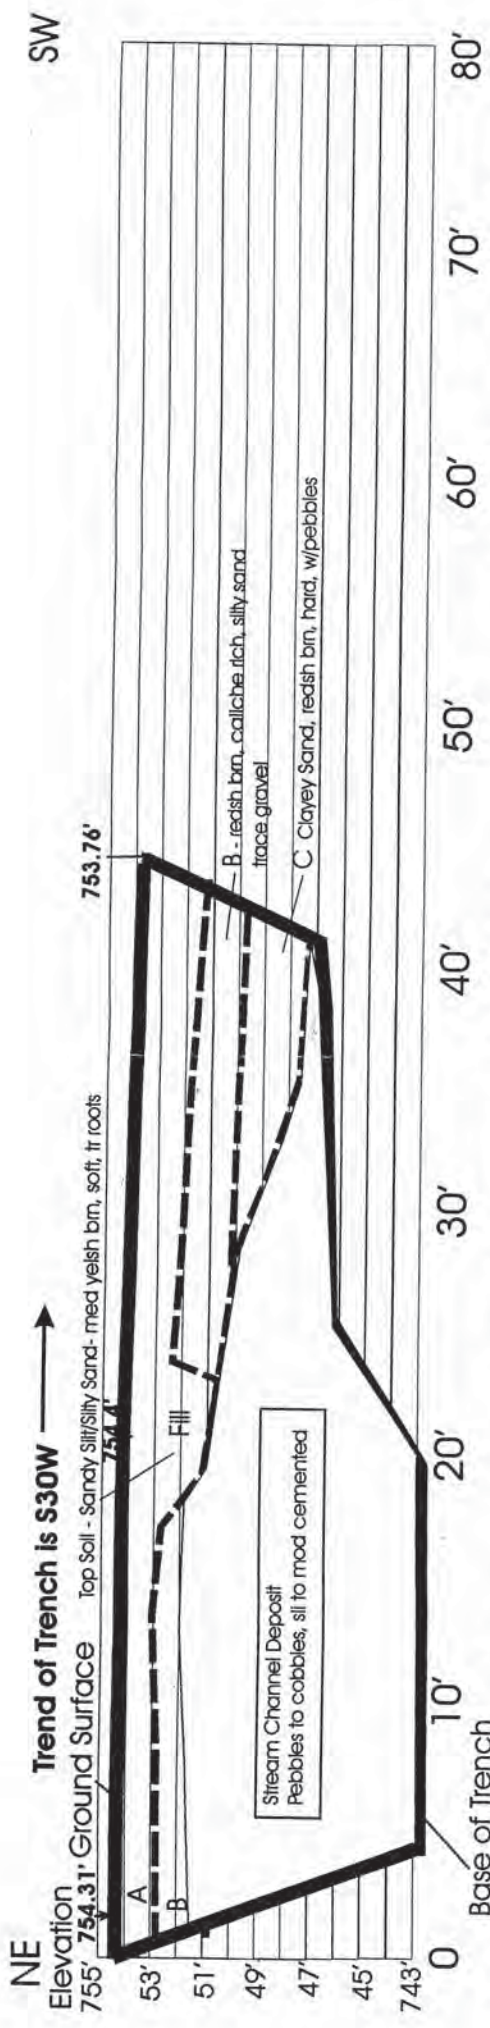 NE
SW
Trend of Trench is S30W
Elevation
755'
754.31' Ground Surface
Top Soil - Sandy Silt/Silty Sand- med yelsh brn, soft, tr roots
754.4'
753.76'
A
B
Fill
B - redsh brn, caliche rich, silty sand
trace gravel
C Clayey Sand, redsh brn, hard, w/pebbles
Stream Channel Deposit
Pebbles to cobbles, sli to mod cemented
53'
51'
49'
47'
45'
743'
0
10'
20'
30'
40'
50'
60'
70'
80'
Base of Trench